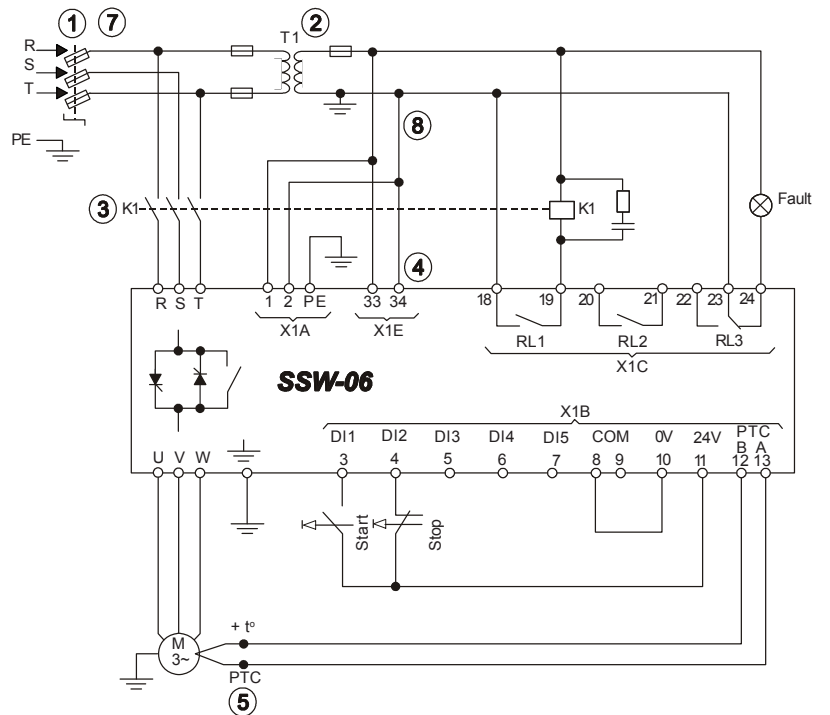 1 7 T1 2
R
S
T
PE
8
3 K1 K1 Fault
4
R S T 1 2 PE 33 34 18 19 20 21 22 23 24
X1A X1E RL1 RL2 RL3
X1C
SSW-06
X1B
DI1 DI2 DI3 DI4 DI5 COM 0V 24V PTC
B A
U V W 3 4 5 6 7 8 9 10 11 12 13
Start Stop
+ tº
M
3~
PTC
5